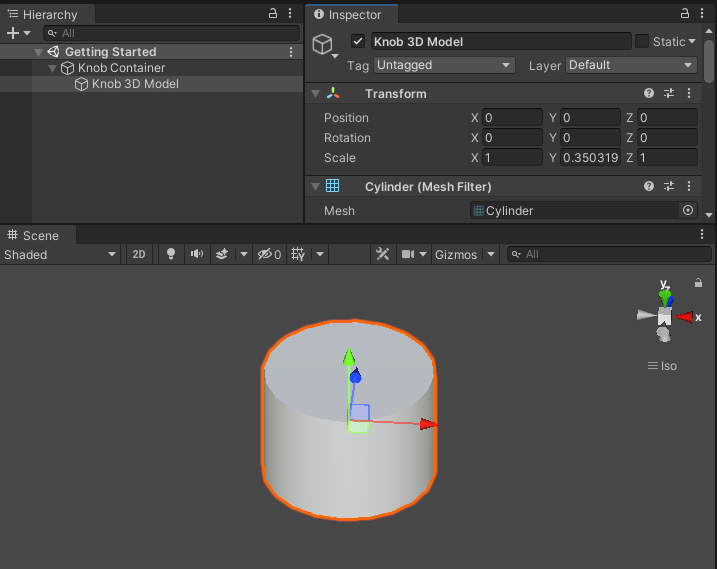 Hierarchy
All
Getting Started
Knob Container
Knob 3D Model
Inspector
Knob 3D Model Static
Tag Untagged Layer Default
Transform
Position X 0 Y 0 Z 0
Rotation X 0 Y 0 Z 0
Scale X 1 Y 0.350319 Z 1
Cylinder (Mesh Filter)
Mesh Cylinder
Scene
Shaded 2D 0 Gizmos All
y
x
Iso